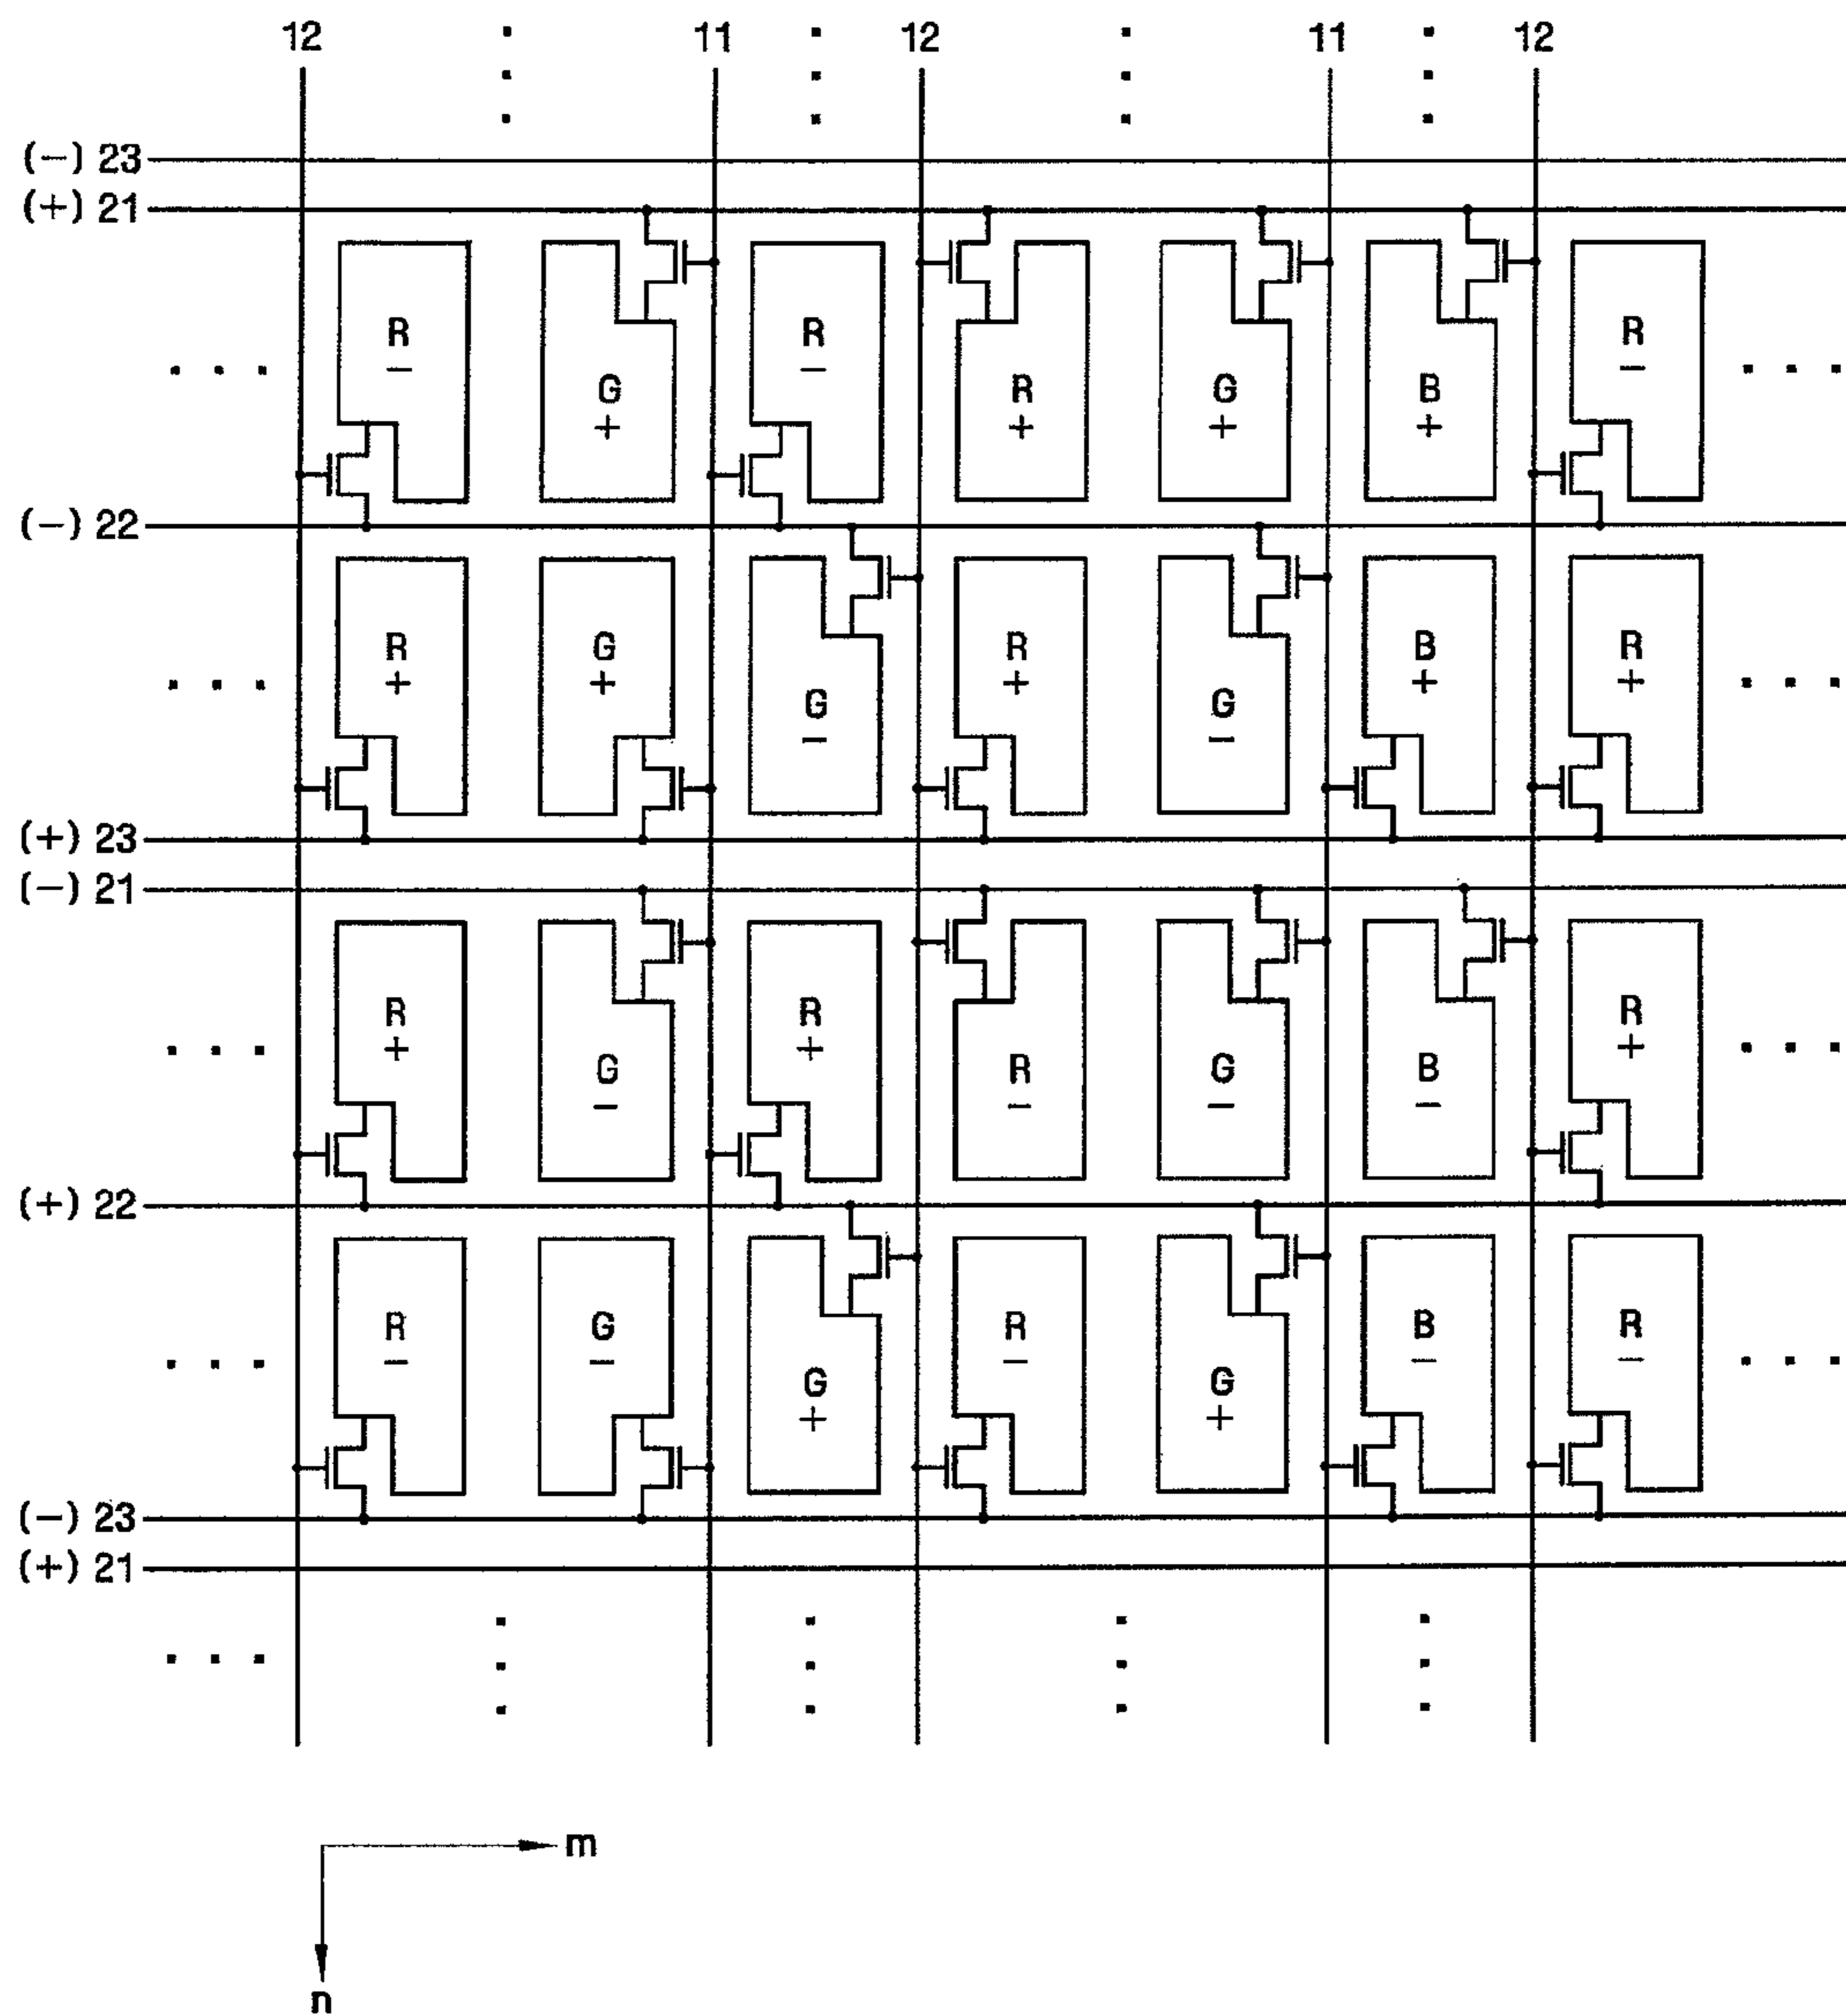 12 11 12 11 12
(−) 23
(+) 21
R − R − R −
G + R + G + B +
(−) 22
R + G + R + B + R +
G − G −
(+) 23
(−) 21
R + R + R +
G − R − G − B −
(+) 22
R − G − R − B − R −
G + G +
(−) 23
(+) 21
m
n